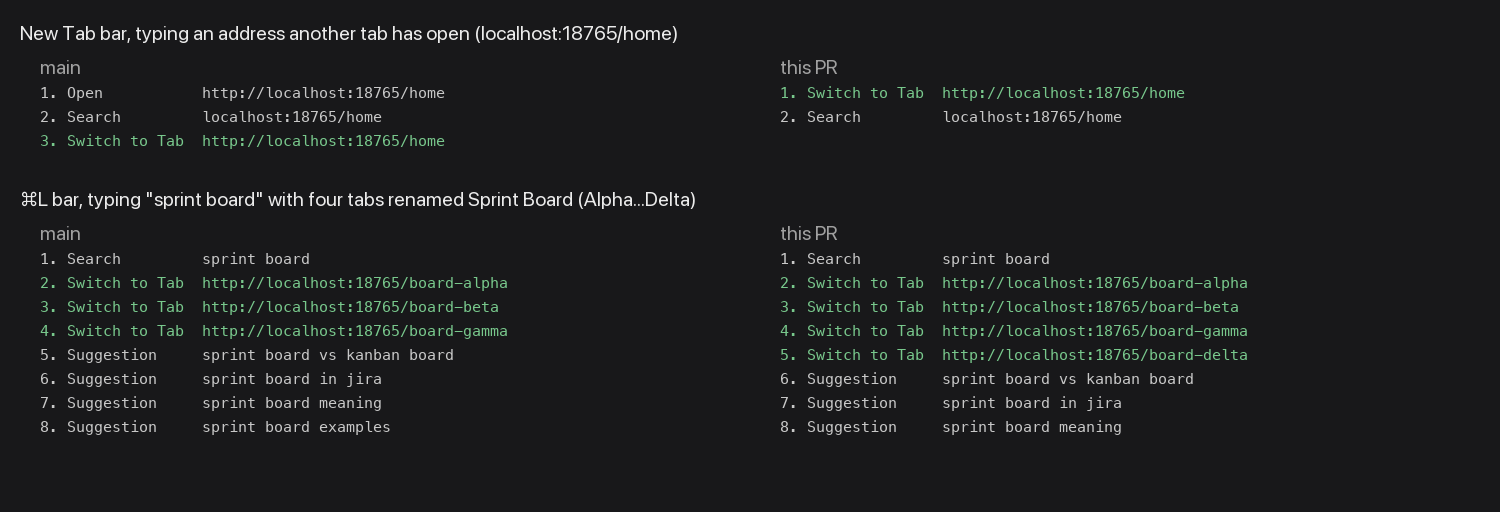 New Tab bar, typing an address another tab has open (localhost:18765/home)
main
1. Open http://localhost:18765/home
2. Search localhost:18765/home
3. Switch to Tab http://localhost:18765/home
this PR
1. Switch to Tab http://localhost:18765/home
2. Search localhost:18765/home
⌘L bar, typing "sprint board" with four tabs renamed Sprint Board (Alpha…Delta)
main
1. Search sprint board
2. Switch to Tab http://localhost:18765/board-alpha
3. Switch to Tab http://localhost:18765/board-beta
4. Switch to Tab http://localhost:18765/board-gamma
5. Suggestion sprint board vs kanban board
6. Suggestion sprint board in jira
7. Suggestion sprint board meaning
8. Suggestion sprint board examples
this PR
1. Search sprint board
2. Switch to Tab http://localhost:18765/board-alpha
3. Switch to Tab http://localhost:18765/board-beta
4. Switch to Tab http://localhost:18765/board-gamma
5. Switch to Tab http://localhost:18765/board-delta
6. Suggestion sprint board vs kanban board
7. Suggestion sprint board in jira
8. Suggestion sprint board meaning